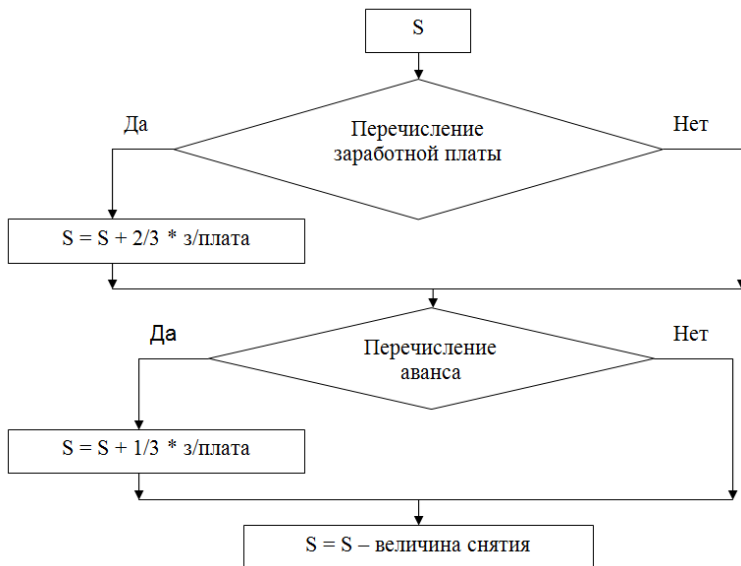 S
Да
Перечисление
заработной платы
Нет
S = S + 2/3 * з/плата
Да
Перечисление
аванса
Нет
S = S + 1/3 * з/плата
S = S – величина снятия